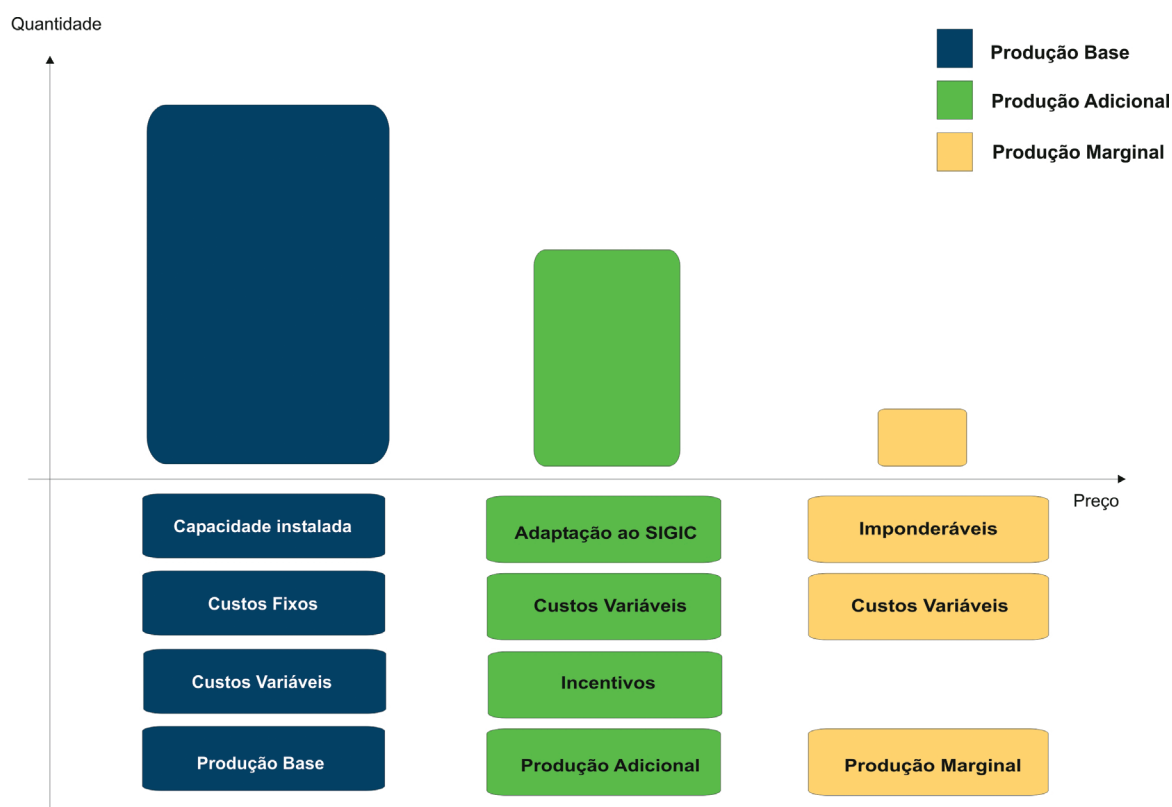 Quantidade
Produção Base
Produção Adicional
Produção Marginal
Preço
Capacidade instalada
Adaptação ao SIGIC
Imponderáveis
Custos Fixos
Custos Variáveis
Custos Variáveis
Custos Variáveis
Incentivos
Produção Base
Produção Adicional
Produção Marginal